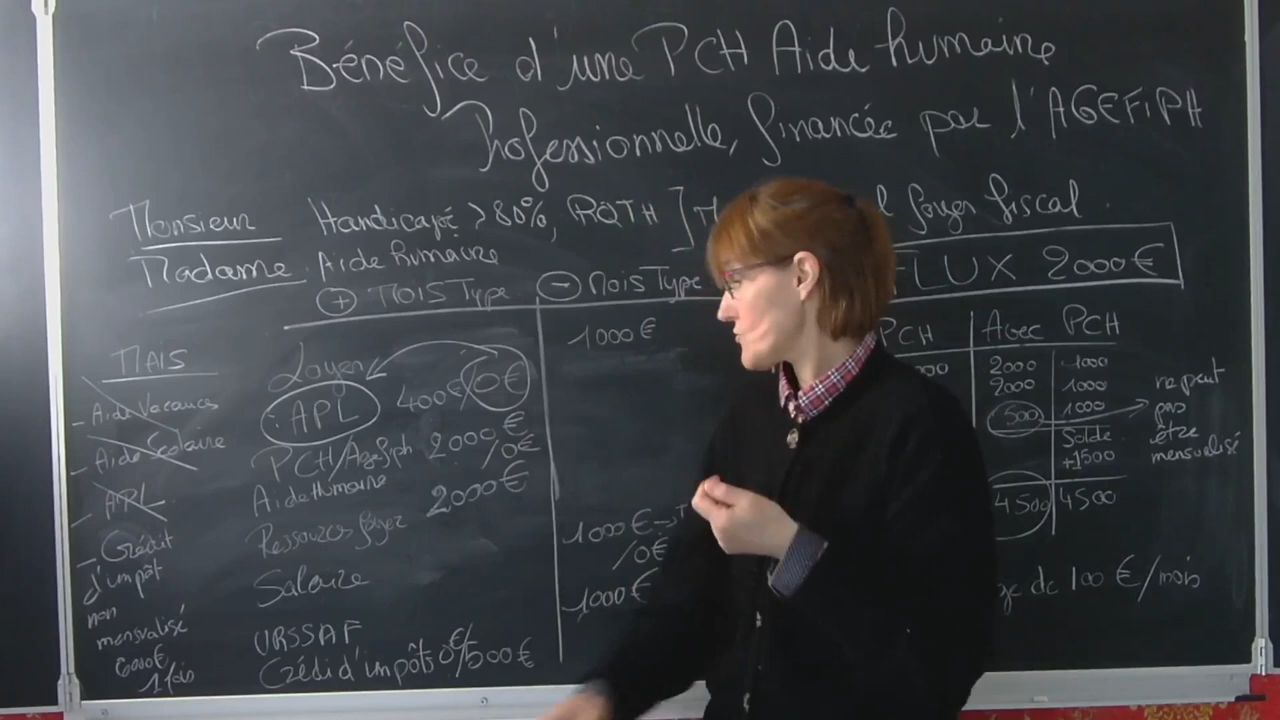 Bénéfice d'une PCH Aide humaine
Professionnelle, financée par l'AGEFIPH
Monsieur Handicapé >80%, RQTH ] foyer fiscal.
Madame Aide humaine
FLUX 2000€
+ MOIS Type - MOIS Type
MAIS
- Aide Vacances
- Aide Scolaire
- APL
- Crédit
d'impôt
non
mensualisé
6000€
1 fois
Loyer
: APL 400€/0€
PCH/Agefiph 2000€
Aide Humaine /0€
Ressources foyer 2000€
Salaire
URSSAF
Crédit d'impôts 0€/500€
1000€
1000€
/0€
1000€
PCH
Avec PCH
2000 1000
2000 1000
500 1000
Solde
+1500
4500 4500
ne peut
pas
être
mensualisé
de 100€/mois